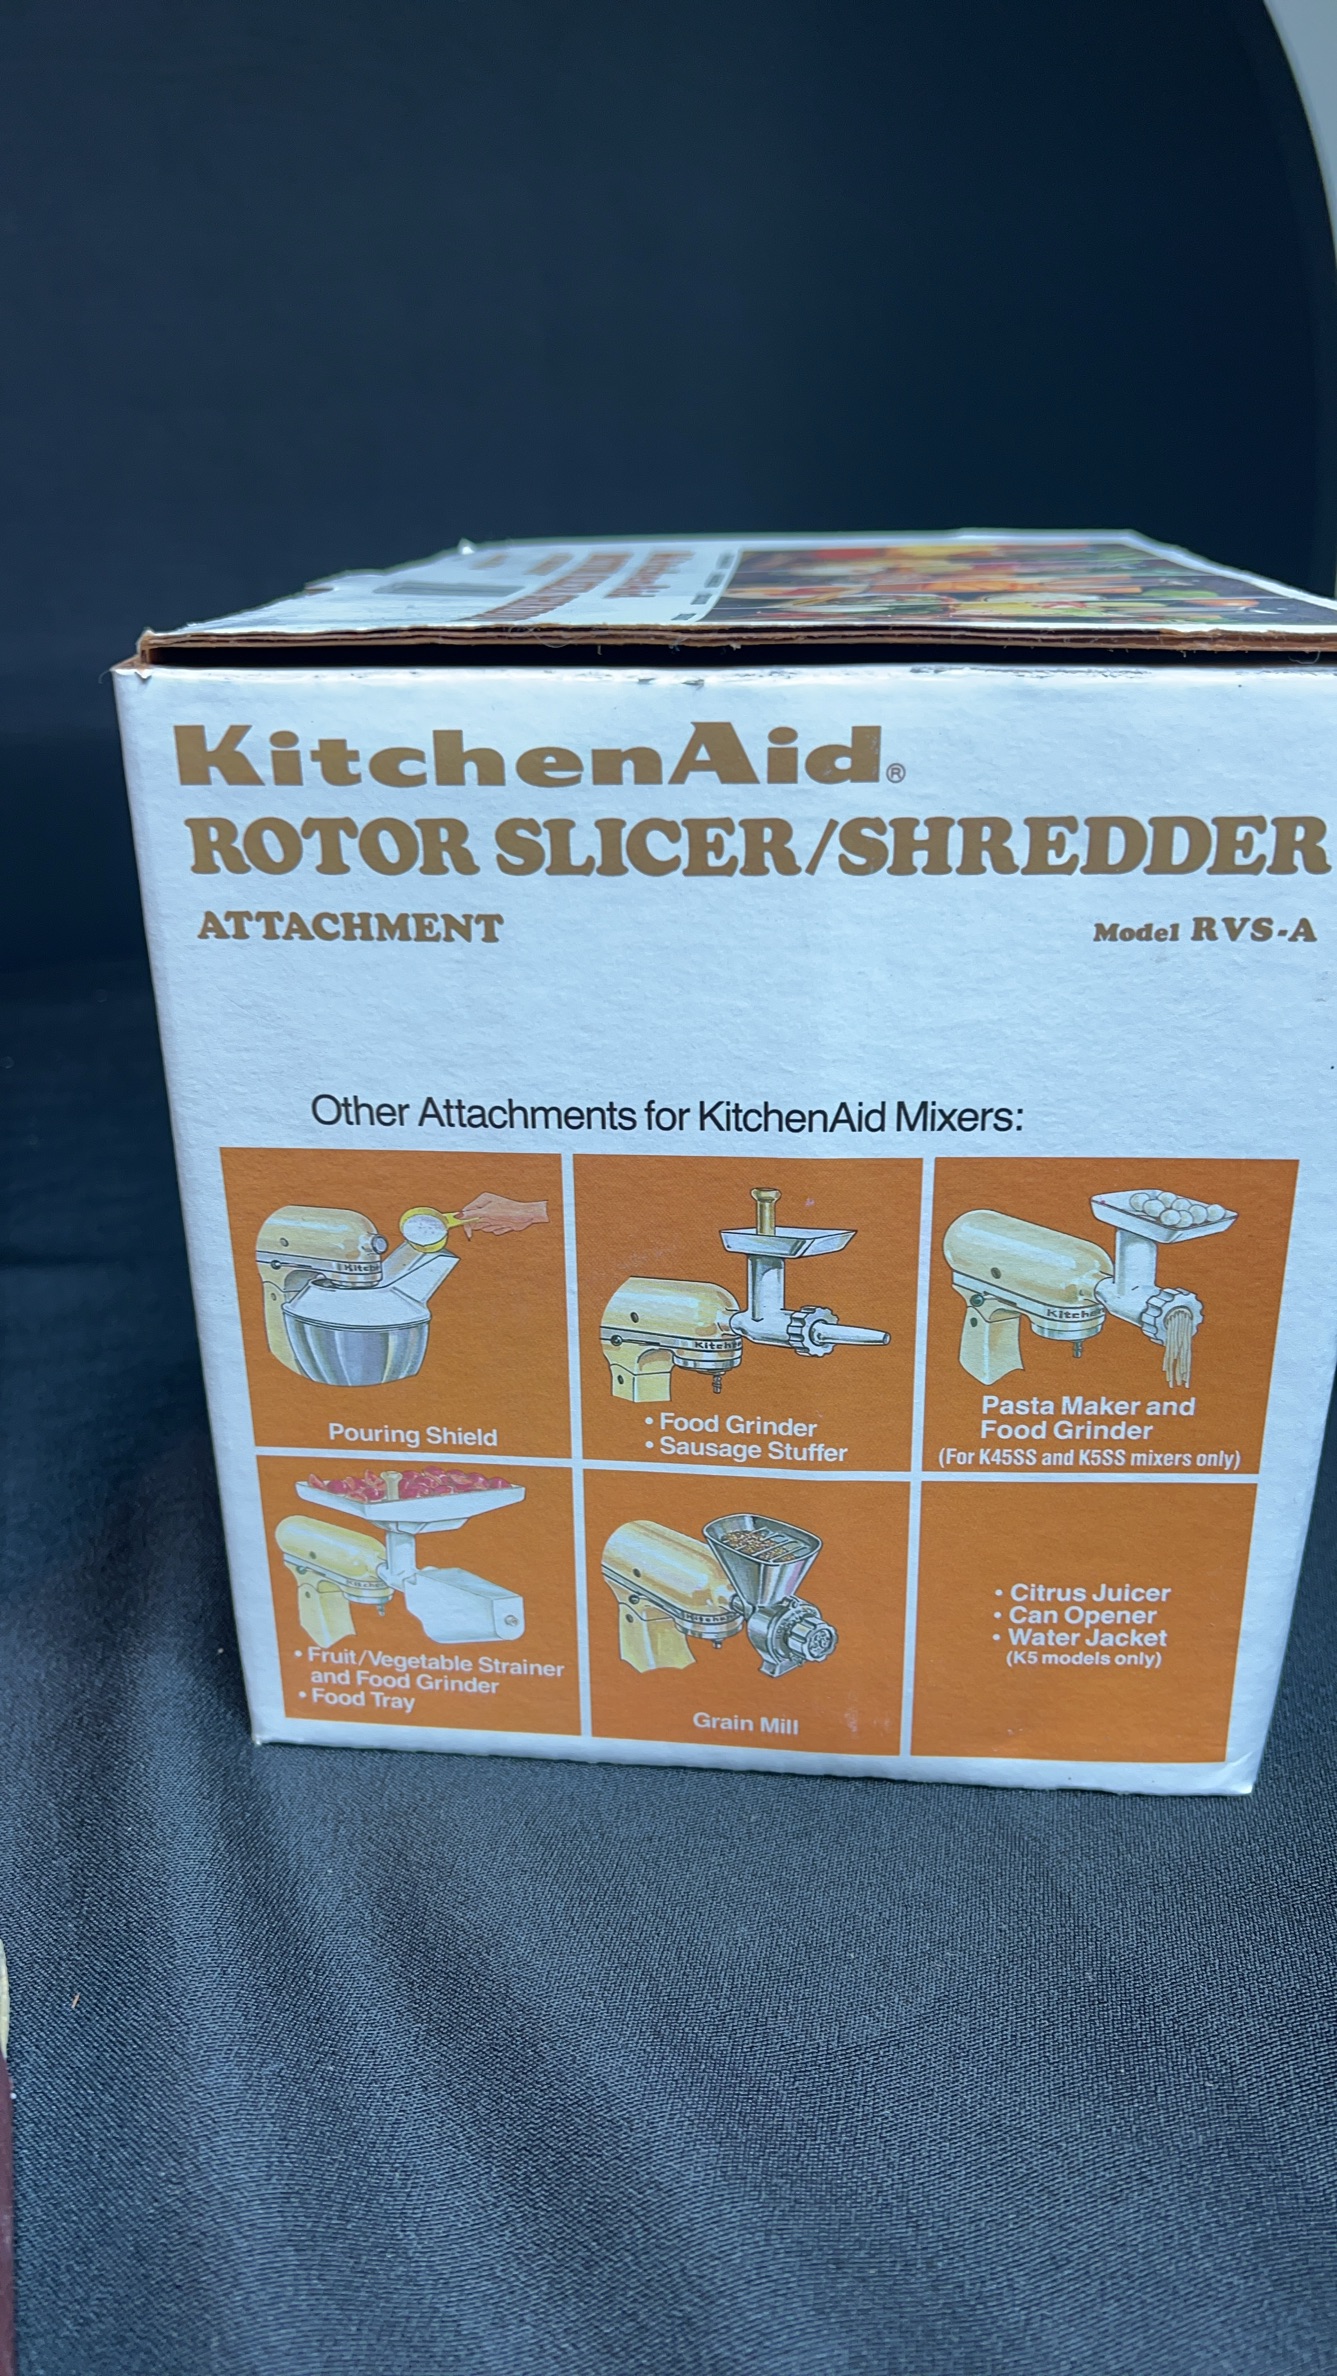 KitchenAid®
ROTOR SLICER/SHREDDER
ATTACHMENT
Model RVS-A
Other Attachments for KitchenAid Mixers:
Pouring Shield
• Food Grinder
• Sausage Stuffer
Pasta Maker and
Food Grinder
(For K45SS and K5SS mixers only)
• Fruit/Vegetable Strainer
and Food Grinder
• Food Tray
Grain Mill
• Citrus Juicer
• Can Opener
• Water Jacket
(K5 models only)